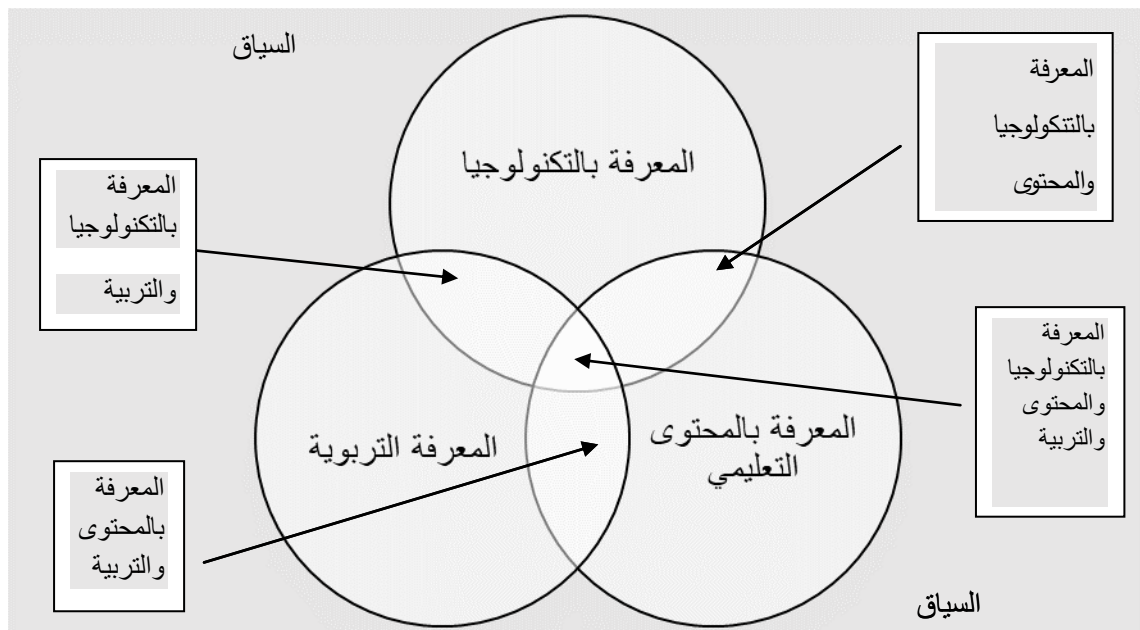 السياق
المعرفة
بالتتكولوجيا
والمحتوى
المعرفة بالتكنولوجيا
المعرفة
بالتكنولوجيا
والتربية
المعرفة
بالتكنولوجيا
والمحتوى
والتربية
المعرفة بالمحتوى
التعليمي
المعرفة التربوية
المعرفة
بالمحتوى
والتربية
السياق